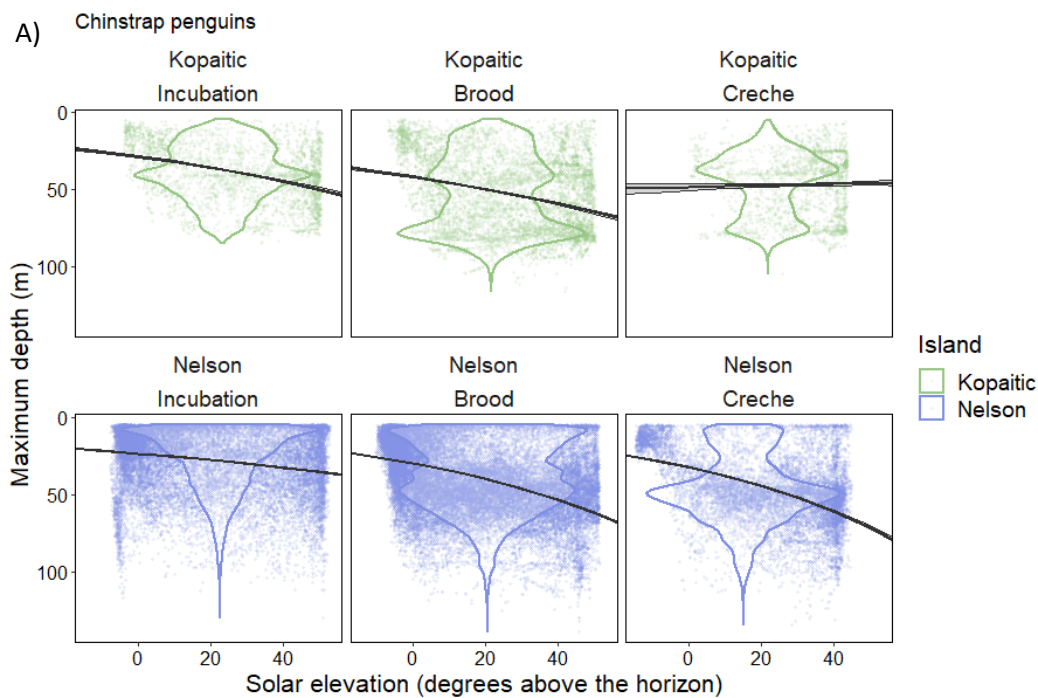 A)
Chinstrap penguins
Kopaitic Kopaitic Kopaitic
Incubation Brood Creche
0
50
100
Nelson Nelson Nelson
Incubation Brood Creche
0
50
100
Maximum depth (m)
0 20 40 0 20 40 0 20 40
Solar elevation (degrees above the horizon)
Island
Kopaitic
Nelson